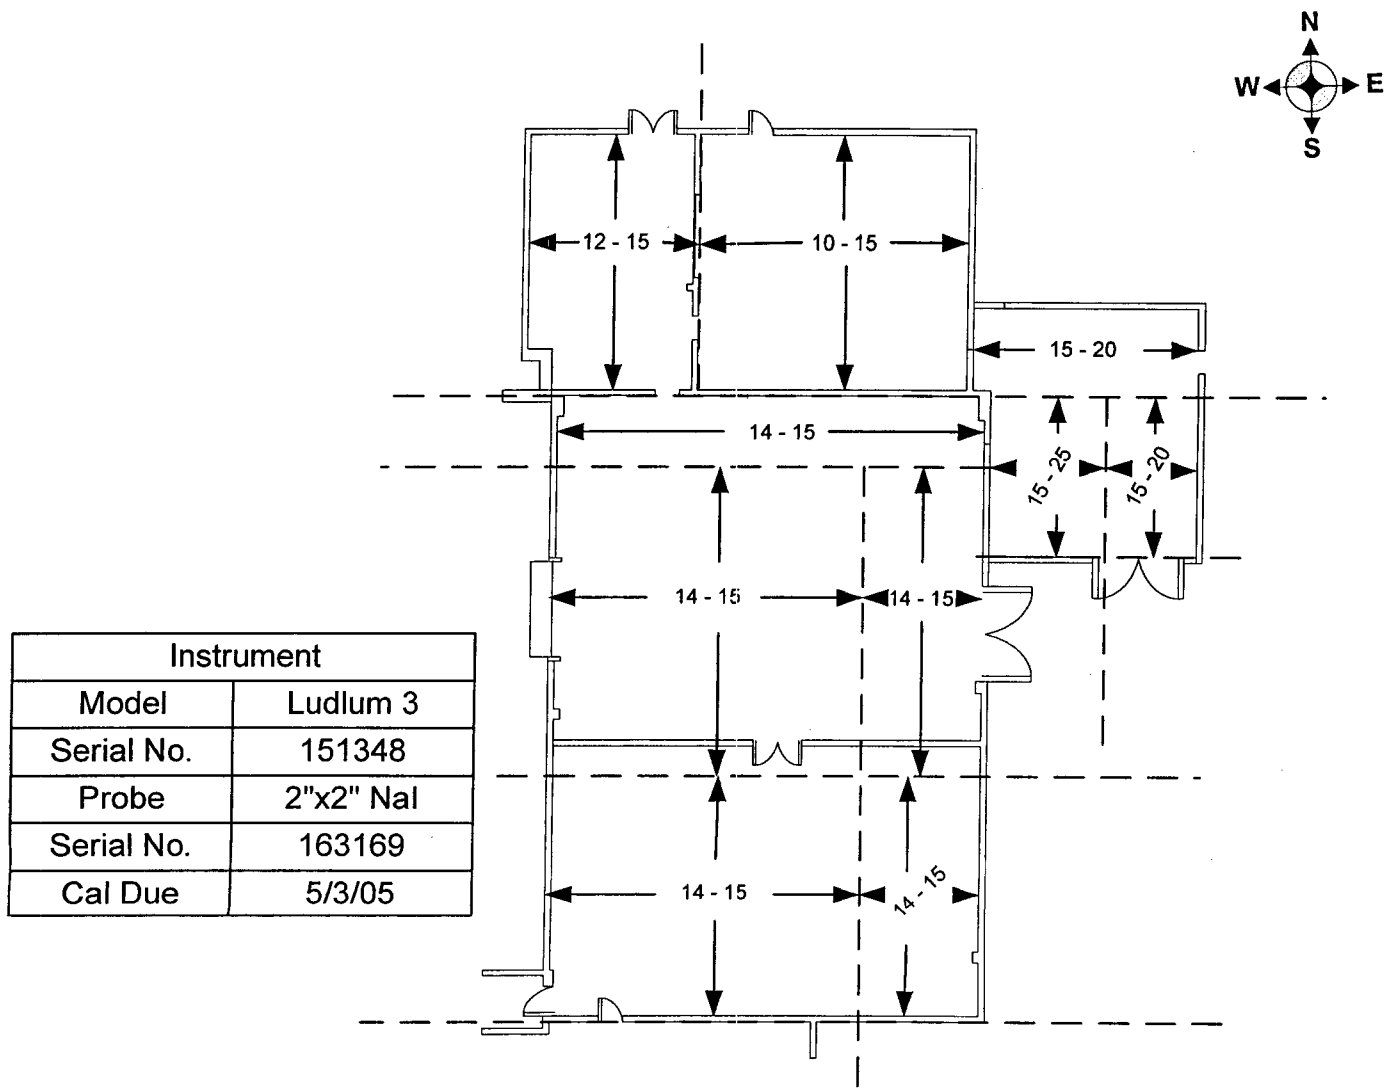 N
W E
S
12 - 15
10 - 15
15 - 20
14 - 15
15 - 25
15 - 20
14 - 15
14 - 15
14 - 15
14 - 15
Instrument
Model Ludlum 3
Serial No. 151348
Probe 2"x2" NaI
Serial No. 163169
Cal Due 5/3/05